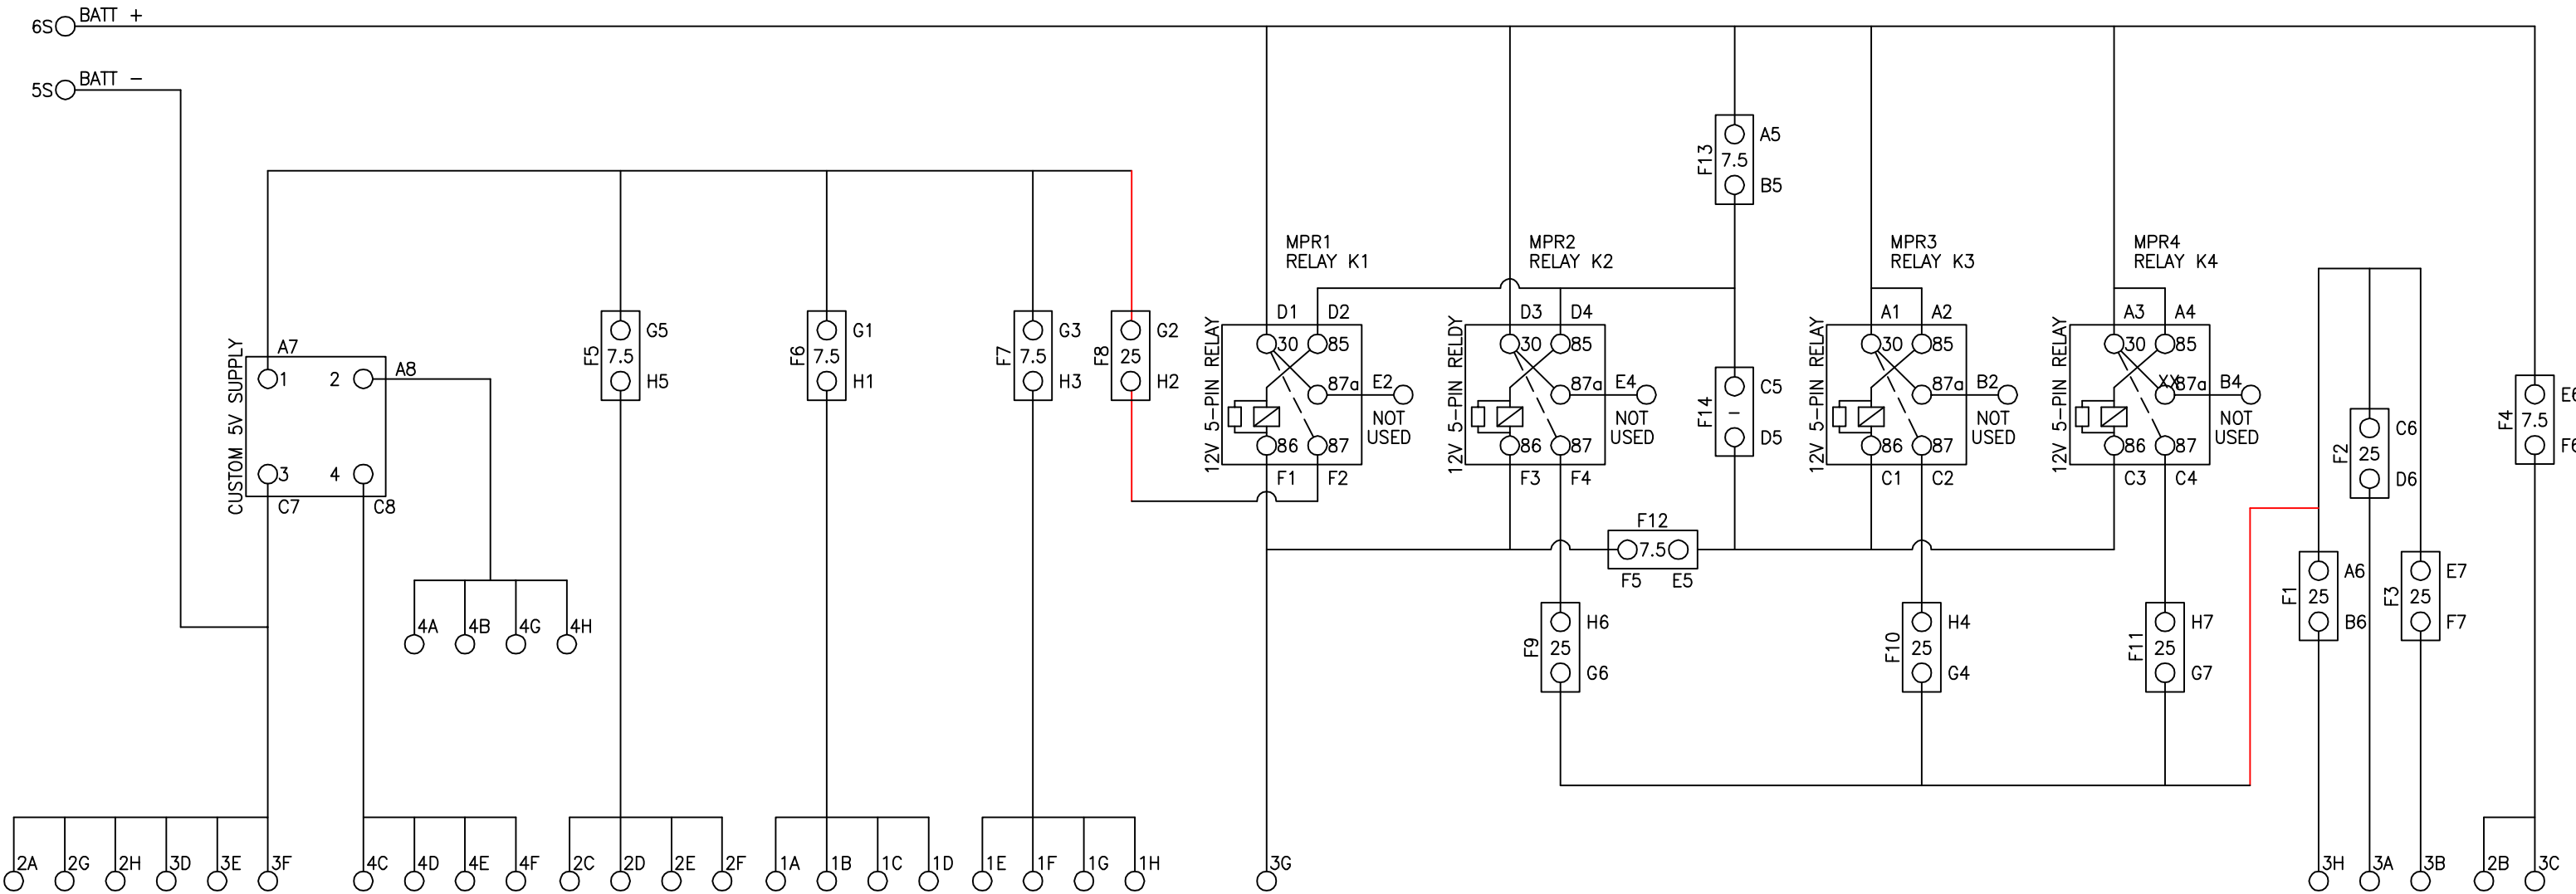 6S
BATT +
5S
BATT −
F13
A5
7.5
B5
MPR1
RELAY K1
MPR2
RELAY K2
MPR3
RELAY K3
MPR4
RELAY K4
CUSTOM 5V SUPPLY
A7
1
2
A8
3
4
C7
C8
F5
G5
7.5
H5
F6
G1
7.5
H1
F7
G3
7.5
H3
F8
G2
25
H2
12V 5-PIN RELAY
D1
D2
30
85
87a
E2
NOT
USED
86
87
F1
F2
12V 5-PIN RELDY
D3
D4
30
85
87a
E4
NOT
USED
86
87
F3
F4
F14
C5
–
D5
12V 5-PIN RELAY
A1
A2
30
85
87a
B2
NOT
USED
86
87
C1
C2
12V 5-PIN RELAY
A3
A4
30
85
XX
87a
B4
NOT
USED
86
87
C3
C4
F2
C6
25
D6
F4
E6
7.5
F6
F12
7.5
F5
E5
F9
H6
25
G6
F10
H4
25
G4
F11
H7
25
G7
F1
A6
25
B6
F3
E7
25
F7
4A
4B
4G
4H
2A
2G
2H
3D
3E
3F
4C
4D
4E
4F
2C
2D
2E
2F
1A
1B
1C
1D
1E
1F
1G
1H
3G
3H
3A
3B
2B
3C